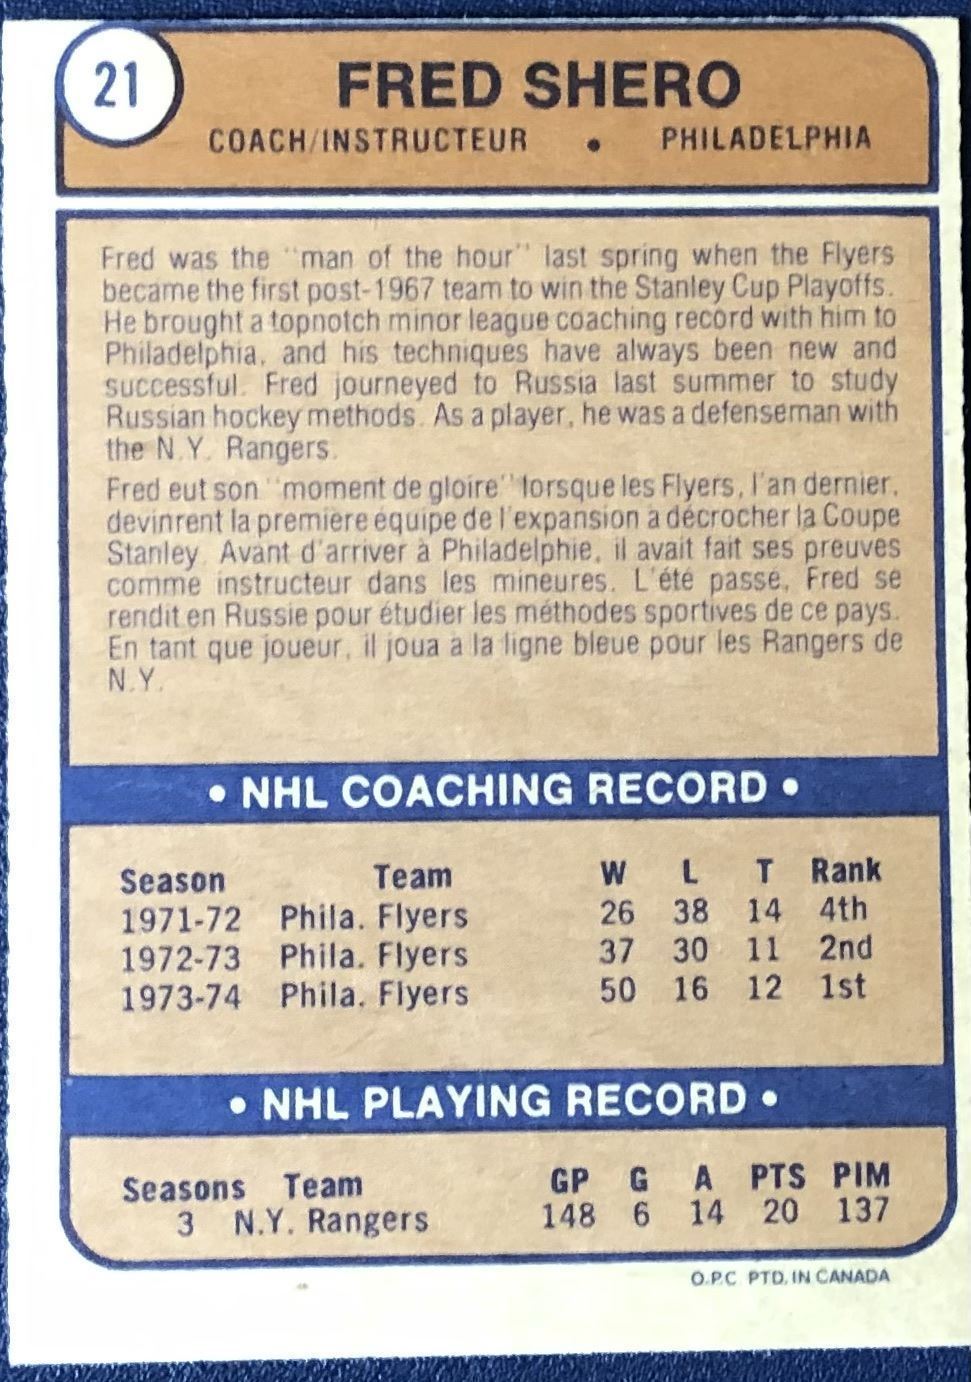 21
FRED SHERO
COACH/INSTRUCTEUR • PHILADELPHIA
Fred was the "man of the hour" last spring when the Flyers
became the first post-1967 team to win the Stanley Cup Playoffs.
He brought a topnotch minor league coaching record with him to
Philadelphia, and his techniques have always been new and
successful. Fred journeyed to Russia last summer to study
Russian hockey methods. As a player, he was a defenseman with
the N.Y. Rangers.
Fred eut son "moment de gloire" lorsque les Flyers, l'an dernier,
devinrent la première équipe de l'expansion à décrocher la Coupe
Stanley. Avant d'arriver à Philadelphie, il avait fait ses preuves
comme instructeur dans les mineures. L'été passé, Fred se
rendit en Russie pour étudier les méthodes sportives de ce pays.
En tant que joueur, il joua à la ligne bleue pour les Rangers de
N.Y.
• NHL COACHING RECORD •
Season Team W L T Rank
1971-72 Phila. Flyers 26 38 14 4th
1972-73 Phila. Flyers 37 30 11 2nd
1973-74 Phila. Flyers 50 16 12 1st
• NHL PLAYING RECORD •
Seasons Team GP G A PTS PIM
3 N.Y. Rangers 148 6 14 20 137
O.P.C PTD. IN CANADA